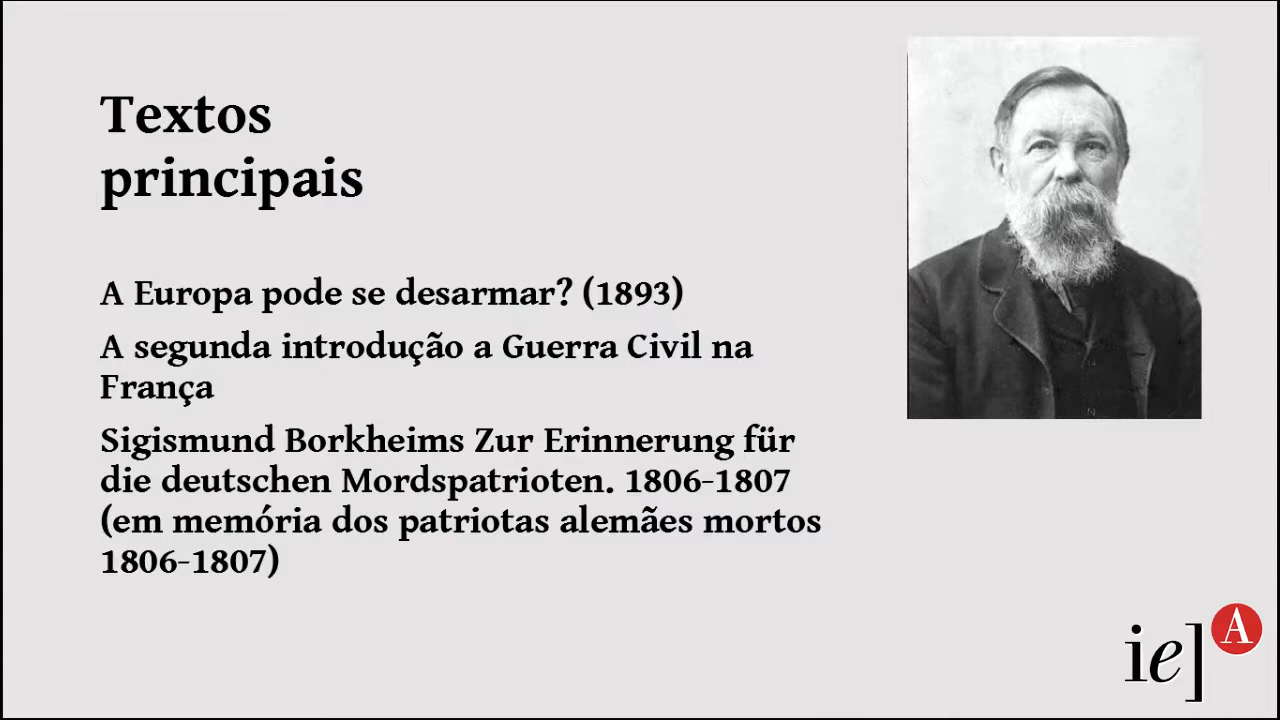 Textos
principais
A Europa pode se desarmar? (1893)
A segunda introdução a Guerra Civil na
França
Sigismund Borkheims Zur Erinnerung für
die deutschen Mordspatrioten. 1806-1807
(em memória dos patriotas alemães mortos
1806-1807)
ie] A